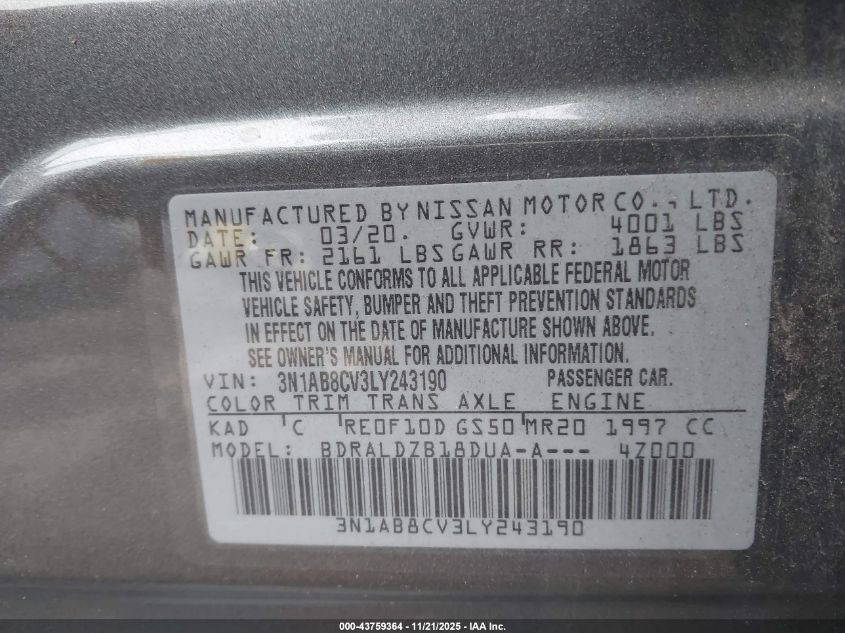 MANUFACTURED BY NISSAN MOTOR CO., LTD.
DATE: 03/20. GVWR: 4001 LBS
GAWR FR: 2161 LBS GAWR RR: 1863 LBS
THIS VEHICLE CONFORMS TO ALL APPLICABLE FEDERAL MOTOR
VEHICLE SAFETY, BUMPER AND THEFT PREVENTION STANDARDS
IN EFFECT ON THE DATE OF MANUFACTURE SHOWN ABOVE.
SEE OWNER'S MANUAL FOR ADDITIONAL INFORMATION.
VIN: 3N1AB8CV3LY243190 PASSENGER CAR.
COLOR TRIM TRANS AXLE ENGINE
KAD C RE0F10D GS50 MR20 1997 CC
MODEL: BDRALDZB18DUA-A--- 4Z000
3N1AB8CV3LY243190
000-43759364 - 11/21/2025 - IAA Inc.